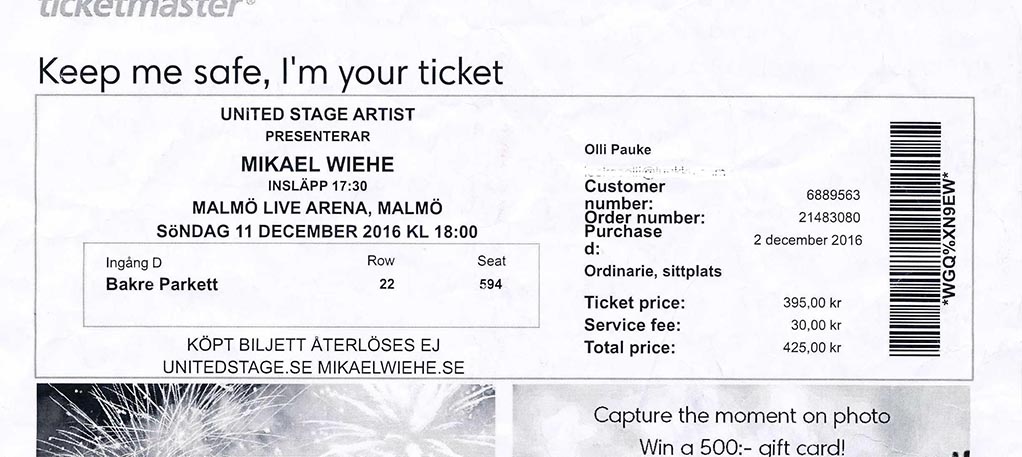 ticketmaster®
Keep me safe, I'm your ticket
UNITED STAGE ARTIST
PRESENTERAR
MIKAEL WIEHE
INSLÄPP 17:30
MALMÖ LIVE ARENA, MALMÖ
SöNDAG 11 DECEMBER 2016 KL 18:00
Ingång D Row Seat
Bakre Parkett 22 594
KÖPT BILJETT ÅTERLÖSES EJ
UNITEDSTAGE.SE MIKAELWIEHE.SE
Olli Pauke
Customer
number: 6889563
Order number: 21483080
Purchase
d: 2 december 2016
Ordinarie, sittplats
Ticket price: 395,00 kr
Service fee: 30,00 kr
Total price: 425,00 kr
*WGQ%XN9EW*
Capture the moment on photo
Win a 500:- gift card!